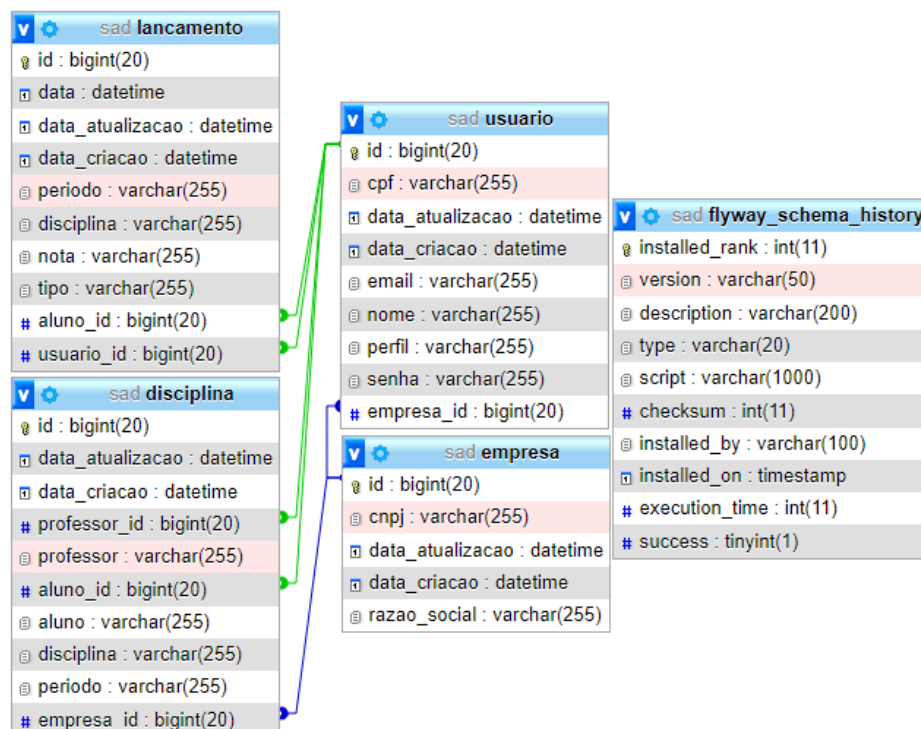 sad lancamento
id : bigint(20)
data : datetime
data_atualizacao : datetime
data_criacao : datetime
periodo : varchar(255)
disciplina : varchar(255)
nota : varchar(255)
tipo : varchar(255)
aluno_id : bigint(20)
usuario_id : bigint(20)
sad disciplina
id : bigint(20)
data_atualizacao : datetime
data_criacao : datetime
professor_id : bigint(20)
professor : varchar(255)
aluno_id : bigint(20)
aluno : varchar(255)
disciplina : varchar(255)
periodo : varchar(255)
empresa_id : bigint(20)
sad usuario
id : bigint(20)
cpf : varchar(255)
data_atualizacao : datetime
data_criacao : datetime
email : varchar(255)
nome : varchar(255)
perfil : varchar(255)
senha : varchar(255)
empresa_id : bigint(20)
sad empresa
id : bigint(20)
cnpj : varchar(255)
data_atualizacao : datetime
data_criacao : datetime
razao_social : varchar(255)
sad flyway_schema_history
installed_rank : int(11)
version : varchar(50)
description : varchar(200)
type : varchar(20)
script : varchar(1000)
checksum : int(11)
installed_by : varchar(100)
installed_on : timestamp
execution_time : int(11)
success : tinyint(1)